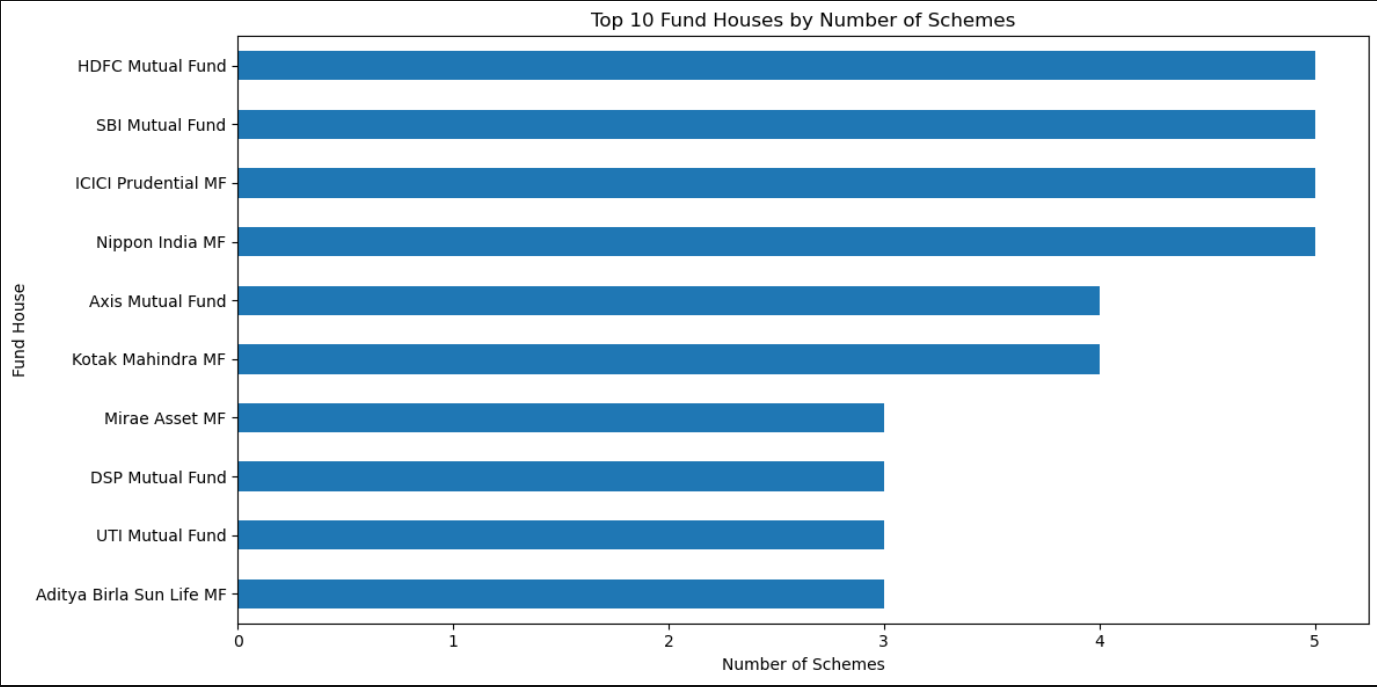 Top 10 Fund Houses by Number of Schemes
Fund House
HDFC Mutual Fund
SBI Mutual Fund
ICICI Prudential MF
Nippon India MF
Axis Mutual Fund
Kotak Mahindra MF
Mirae Asset MF
DSP Mutual Fund
UTI Mutual Fund
Aditya Birla Sun Life MF
0 1 2 3 4 5
Number of Schemes